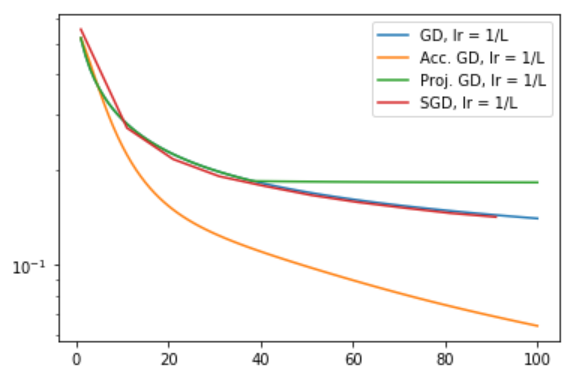 GD, lr = 1/L
Acc. GD, lr = 1/L
Proj. GD, lr = 1/L
SGD, lr = 1/L
10⁻¹
0 20 40 60 80 100